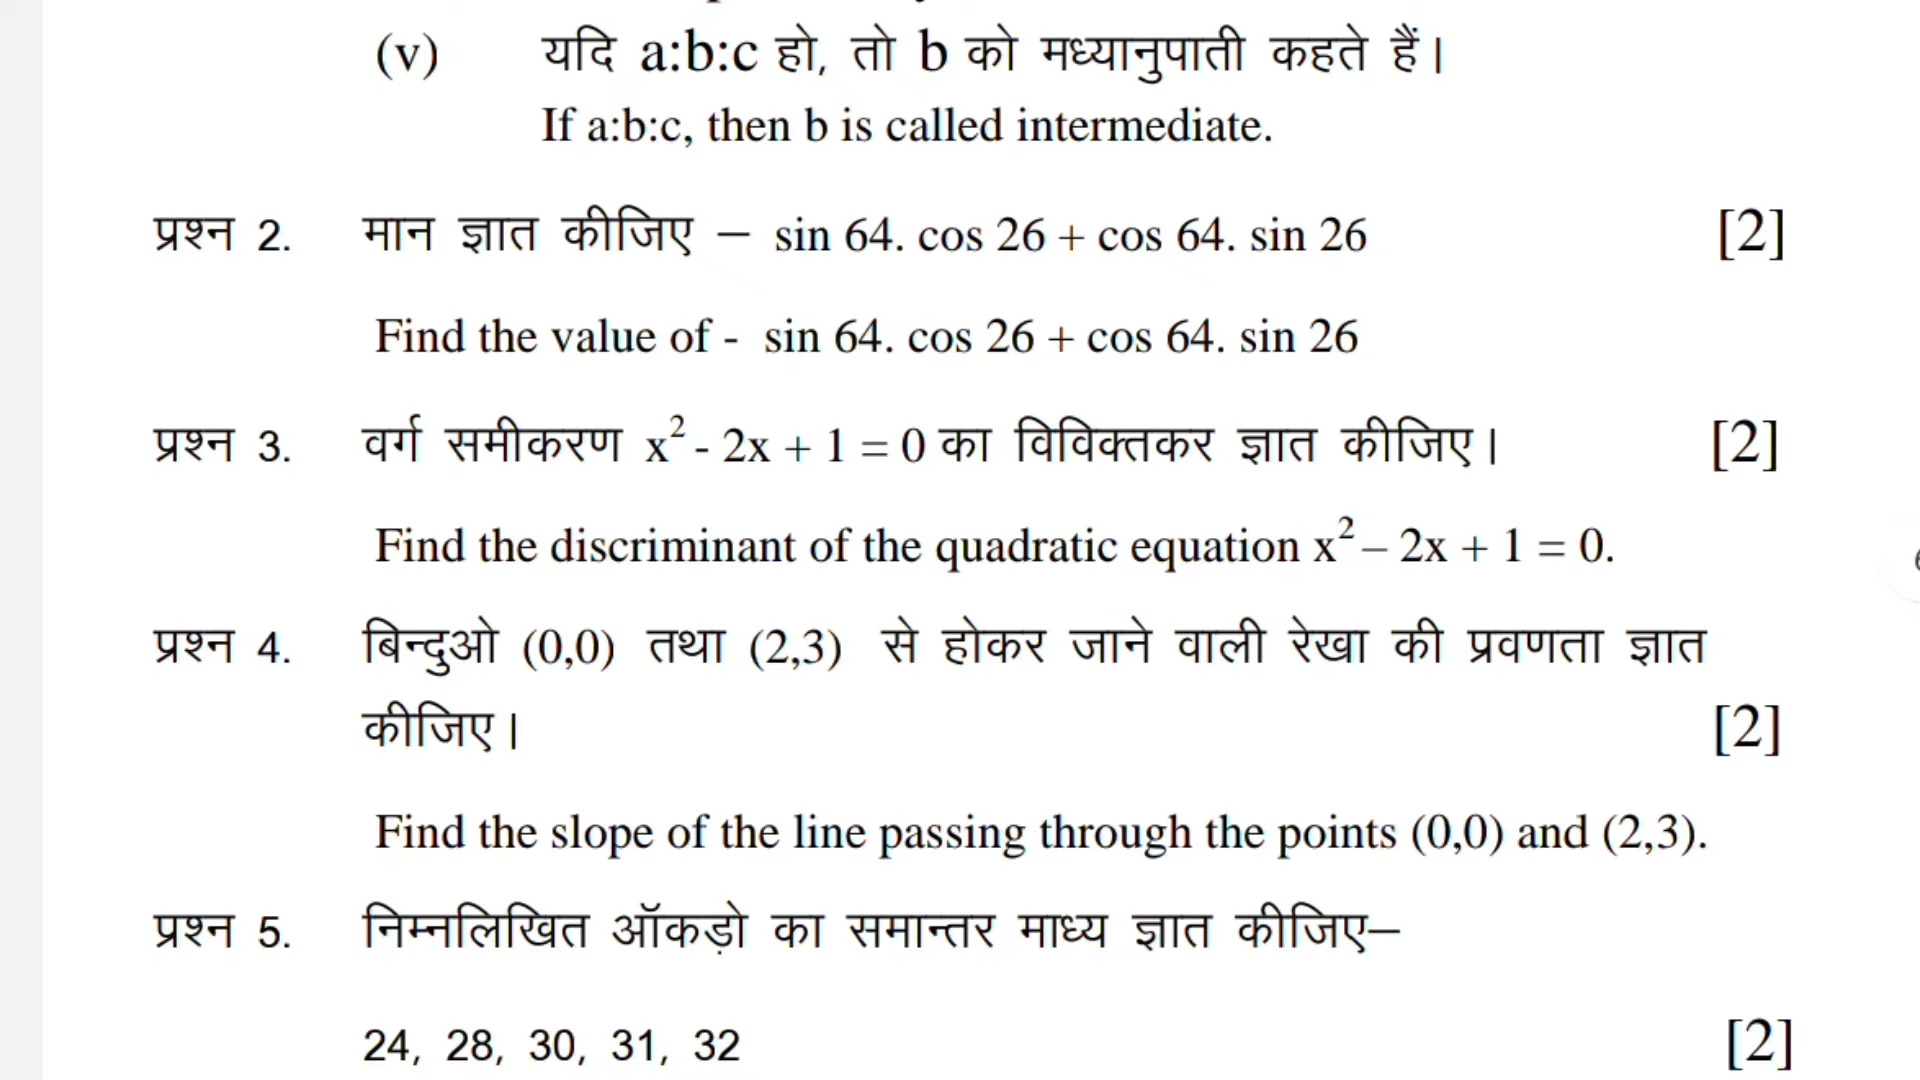 (v) यदि a:b:c हो, तो b को मध्यानुपाती कहते हैं।
If a:b:c, then b is called intermediate.
प्रश्न 2. मान ज्ञात कीजिए – sin 64. cos 26 + cos 64. sin 26 [2]
Find the value of - sin 64. cos 26 + cos 64. sin 26
प्रश्न 3. वर्ग समीकरण x² - 2x + 1 = 0 का विविक्तकर ज्ञात कीजिए। [2]
Find the discriminant of the quadratic equation x² – 2x + 1 = 0.
प्रश्न 4. बिन्दुओ (0,0) तथा (2,3) से होकर जाने वाली रेखा की प्रवणता ज्ञात
कीजिए। [2]
Find the slope of the line passing through the points (0,0) and (2,3).
प्रश्न 5. निम्नलिखित ऑकड़ो का समान्तर माध्य ज्ञात कीजिए–
24, 28, 30, 31, 32 [2]